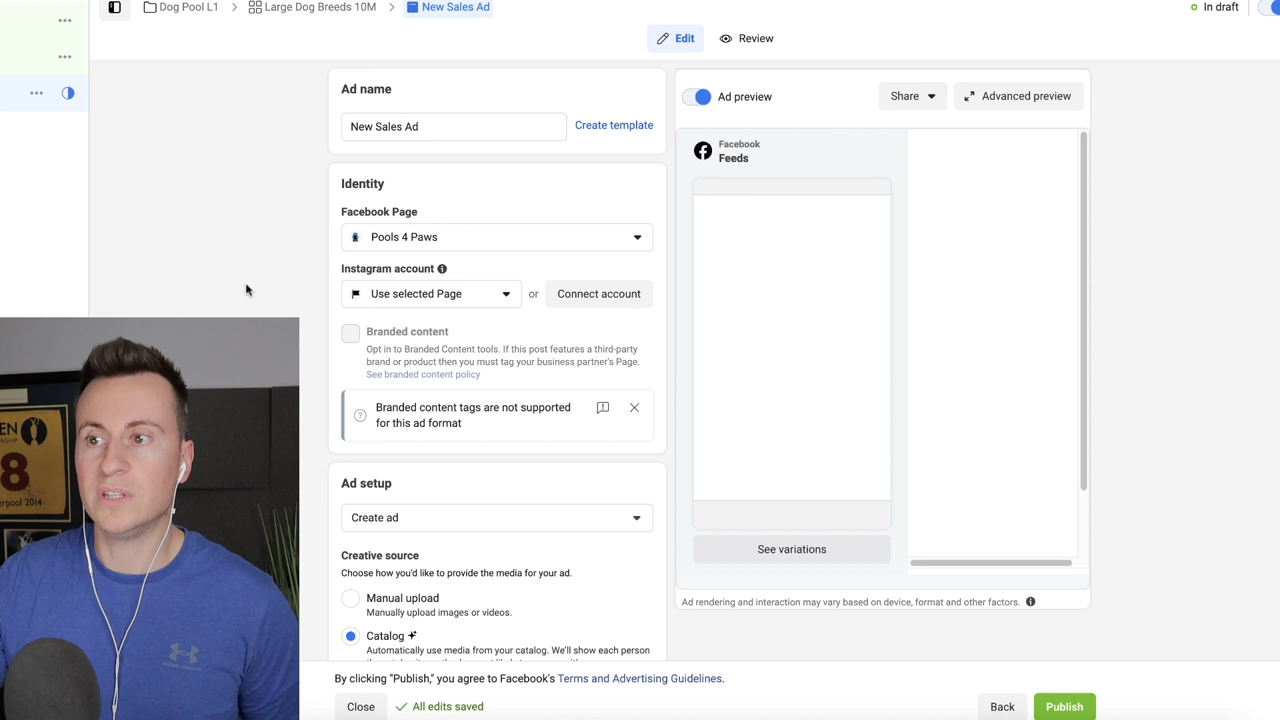 Dog Pool L1
Large Dog Breeds 10M
New Sales Ad
In draft
Edit
Review
Ad name
New Sales Ad
Create template
Identity
Facebook Page
Pools 4 Paws
Instagram account
Use selected Page
or
Connect account
Branded content
Opt in to Branded Content tools. If this post features a third-party
brand or product then you must tag your business partner's Page.
See branded content policy
Branded content tags are not supported
for this ad format
Ad setup
Create ad
Creative source
Choose how you'd like to provide the media for your ad.
Manual upload
Manually upload images or videos.
Catalog
Automatically use media from your catalog. We'll show each person
Ad preview
Share
Advanced preview
Facebook
Feeds
See variations
Ad rendering and interaction may vary based on device, format and other factors.
By clicking "Publish," you agree to Facebook's Terms and Advertising Guidelines.
Close
All edits saved
Back
Publish
EN
8
erpool 2014